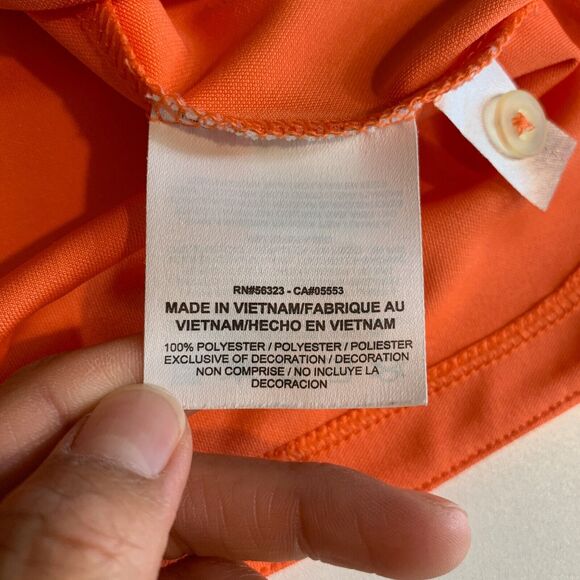 RN#56323 - CA#05553
MADE IN VIETNAM/FABRIQUE AU
VIETNAM/HECHO EN VIETNAM
100% POLYESTER / POLYESTER / POLIESTER
EXCLUSIVE OF DECORATION / DECORATION
NON COMPRISE / NO INCLUYE LA
DECORACION